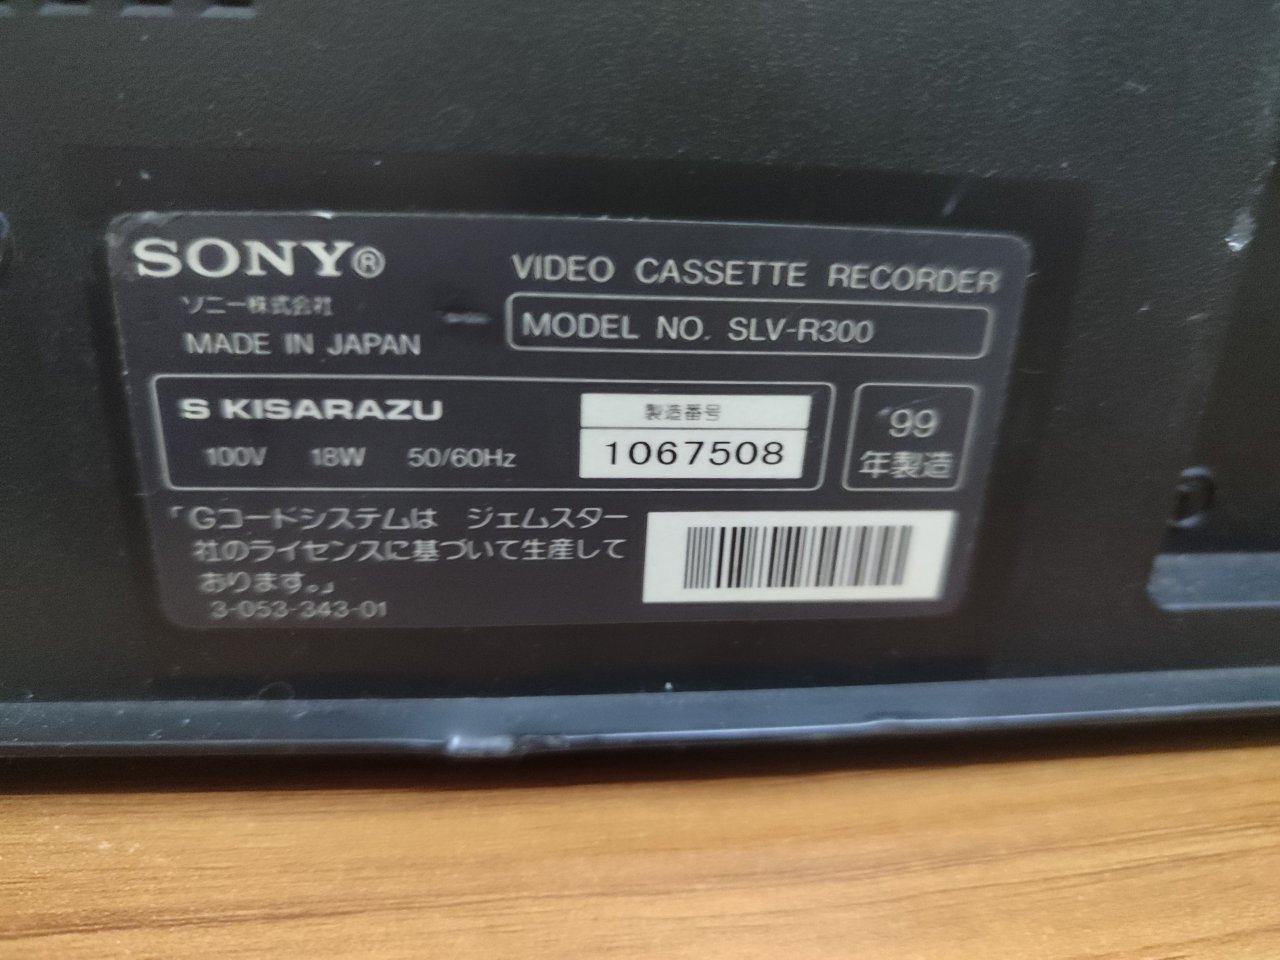 SONY®
ソニー株式会社
MADE IN JAPAN
VIDEO CASSETTE RECORDER
MODEL NO. SLV-R300
S KISARAZU
100V 18W 50/60Hz
製造番号
1067508
'99
年製造
「Gコードシステムは ジェムスター
社のライセンスに基づいて生産して
おります。」
3-053-343-01